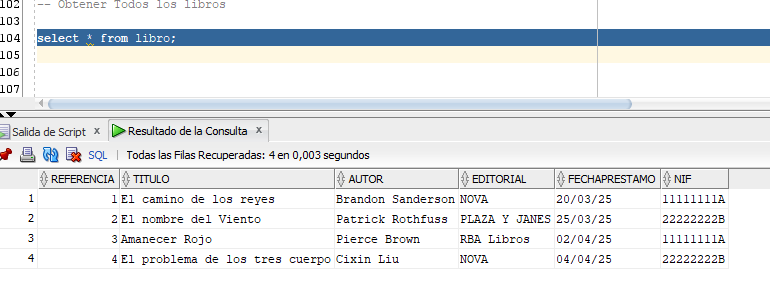 102 -- Obtener Todos los libros
103
104 select * from libro;
105
106
107
Salida de Script x Resultado de la Consulta x
SQL | Todas las Filas Recuperadas: 4 en 0,003 segundos
REFERENCIA TITULO AUTOR EDITORIAL FECHAPRESTAMO NIF
1 1 El camino de los reyes Brandon Sanderson NOVA 20/03/25 11111111A
2 2 El nombre del Viento Patrick Rothfuss PLAZA Y JANES 25/03/25 22222222B
3 3 Amanecer Rojo Pierce Brown RBA Libros 02/04/25 11111111A
4 4 El problema de los tres cuerpo Cixin Liu NOVA 04/04/25 22222222B